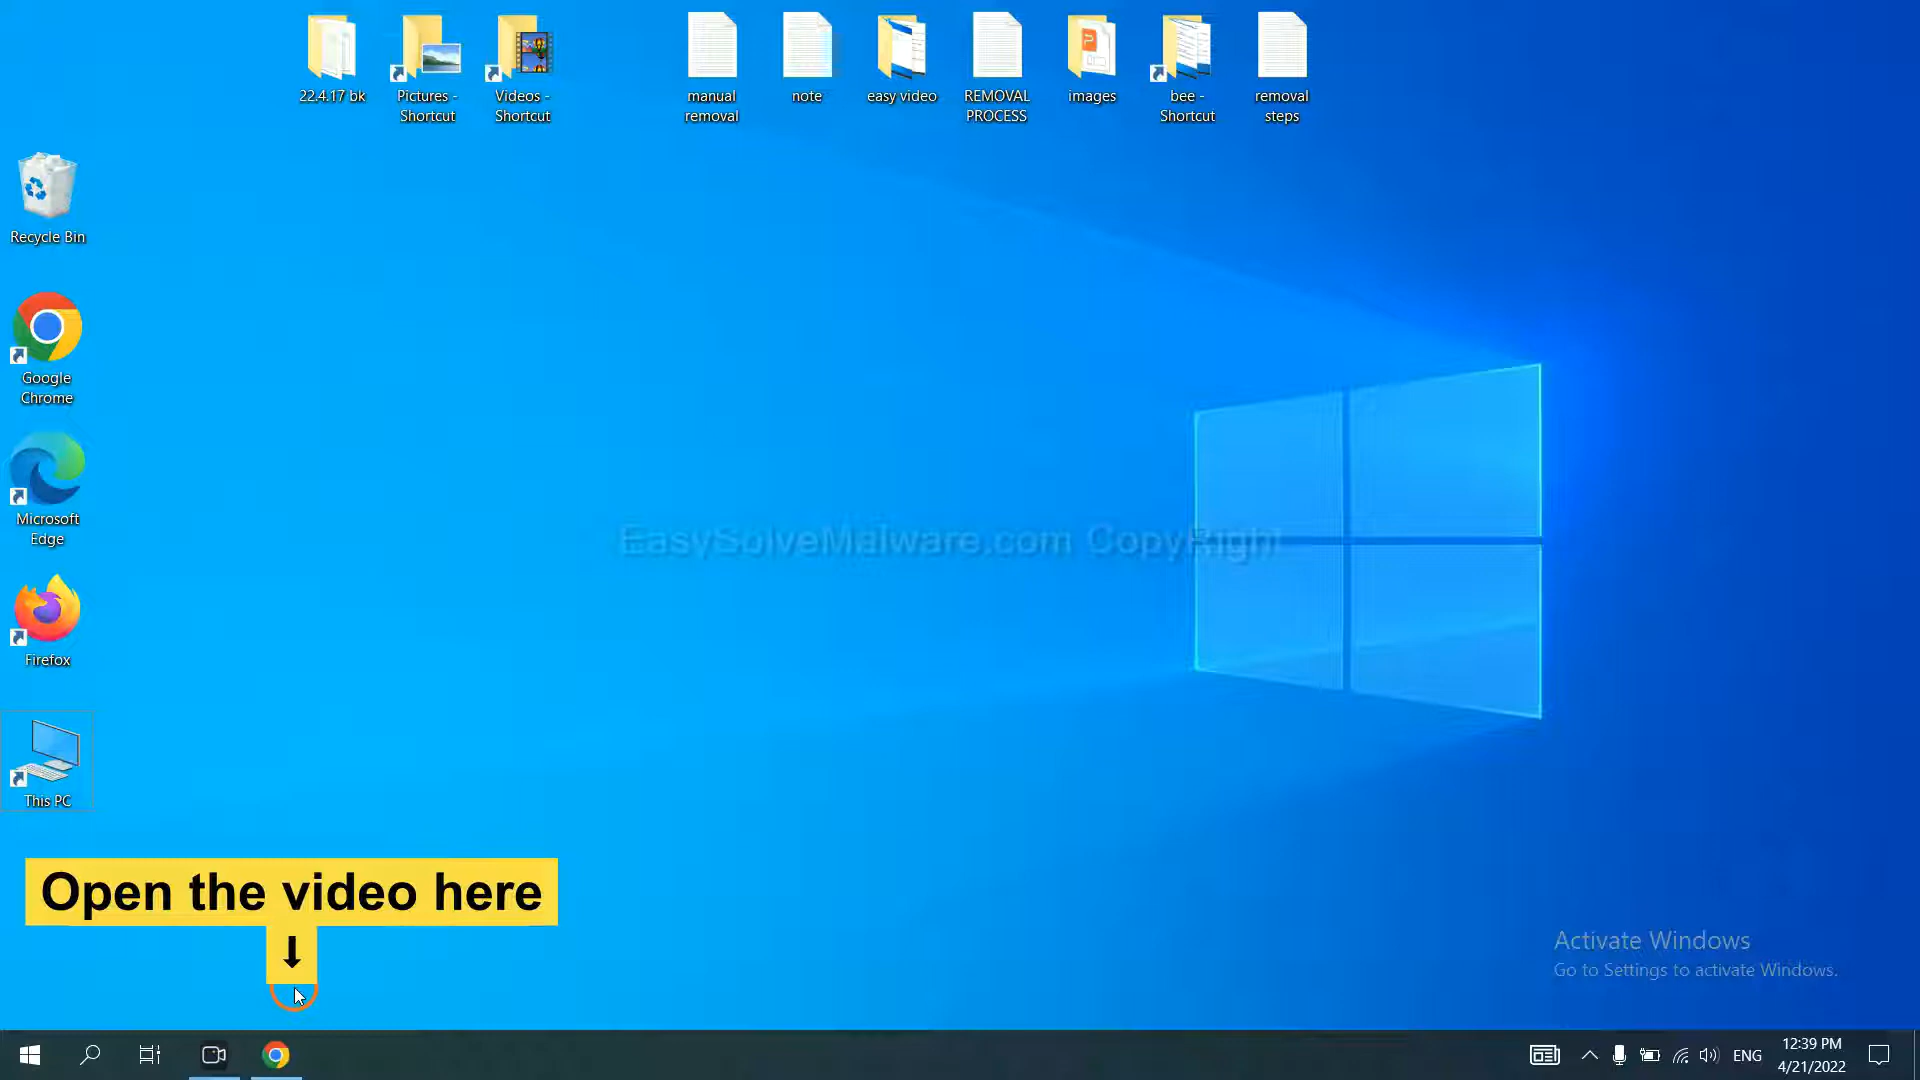 22.4.17 bk
Pictures -
Shortcut
Videos -
Shortcut
manual
removal
note
easy video
REMOVAL
PROCESS
images
bee -
Shortcut
removal
steps
Recycle Bin
Google
Chrome
Microsoft
Edge
EasySolveMalware.com CopyRight
Firefox
This PC
Open the video here
Activate Windows
Go to Settings to activate Windows.
ENG
12:39 PM
4/21/2022